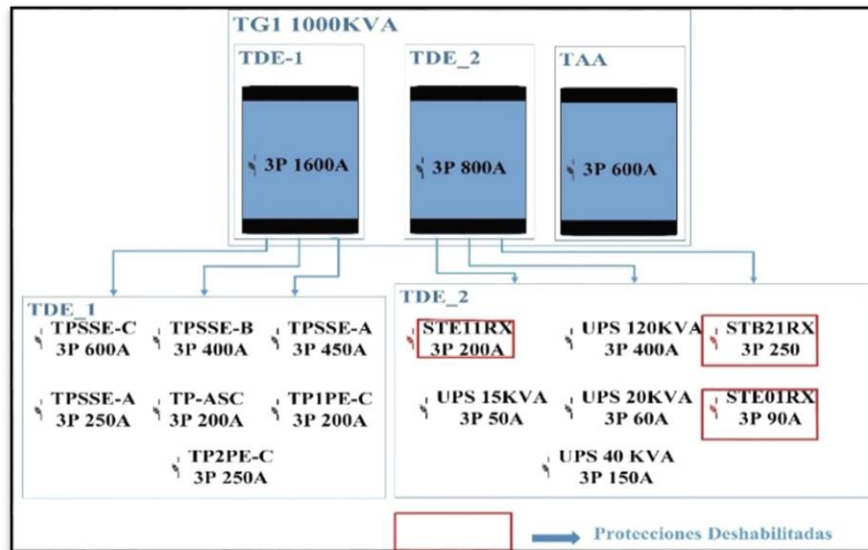 TG1 1000KVA
TDE-1
TDE_2
TAA
3P 1600A
3P 800A
3P 600A
TDE_1
TPSSE-C
3P 600A
TPSSE-B
3P 400A
TPSSE-A
3P 450A
TPSSE-A
3P 250A
TP-ASC
3P 200A
TP1PE-C
3P 200A
TP2PE-C
3P 250A
TDE_2
STE11RX
3P 200A
UPS 120KVA
3P 400A
STB21RX
3P 250
UPS 15KVA
3P 50A
UPS 20KVA
3P 60A
STE01RX
3P 90A
UPS 40 KVA
3P 150A
Protecciones Deshabilitadas